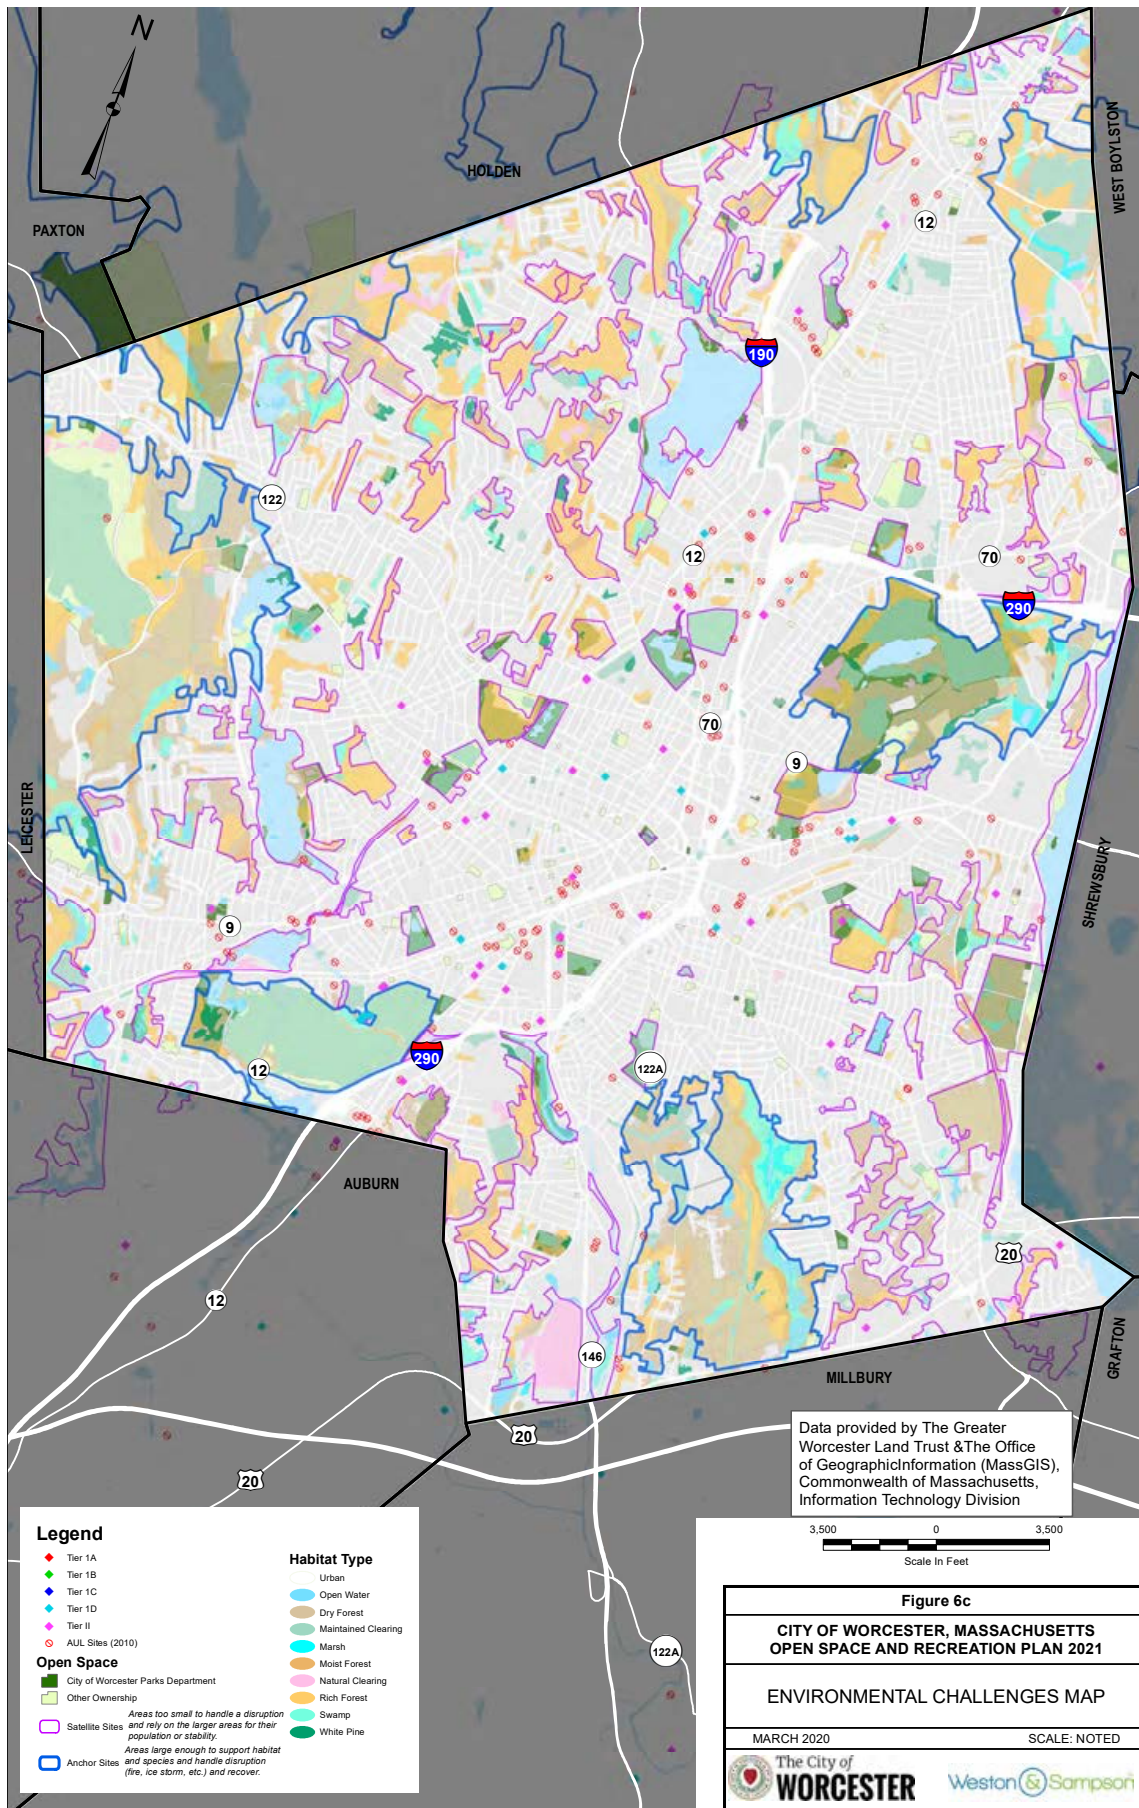 N
HOLDEN
WEST BOYLSTON
PAXTON
12
190
122
12
70
290
70
9
LEICESTER
SHREWSBURY
9
290
12
122A
AUBURN
20
12
146
MILLBURY
GRAFTON
20
20
122A
Data provided by The Greater
Worcester Land Trust &The Office
of GeographicInformation (MassGIS),
Commonwealth of Massachusetts,
Information Technology Division
3,500 0 3,500
Scale In Feet
Legend
Tier 1A
Tier 1B
Tier 1C
Tier 1D
Tier II
AUL Sites (2010)
Open Space
City of Worcester Parks Department
Other Ownership
Satellite Sites
Areas too small to handle a disruption
and rely on the larger areas for their
population or stability.
Anchor Sites
Areas large enough to support habitat
and species and handle disruption
(fire, ice storm, etc.) and recover.
Habitat Type
Urban
Open Water
Dry Forest
Maintained Clearing
Marsh
Moist Forest
Natural Clearing
Rich Forest
Swamp
White Pine
Figure 6c
CITY OF WORCESTER, MASSACHUSETTS
OPEN SPACE AND RECREATION PLAN 2021
ENVIRONMENTAL CHALLENGES MAP
MARCH 2020 SCALE: NOTED
The City of
WORCESTER
Weston & Sampson